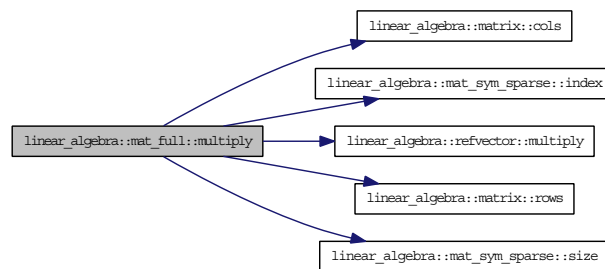 linear_algebra::matrix::cols
linear_algebra::mat_sym_sparse::index
linear_algebra::mat_full::multiply
linear_algebra::refvector::multiply
linear_algebra::matrix::rows
linear_algebra::mat_sym_sparse::size